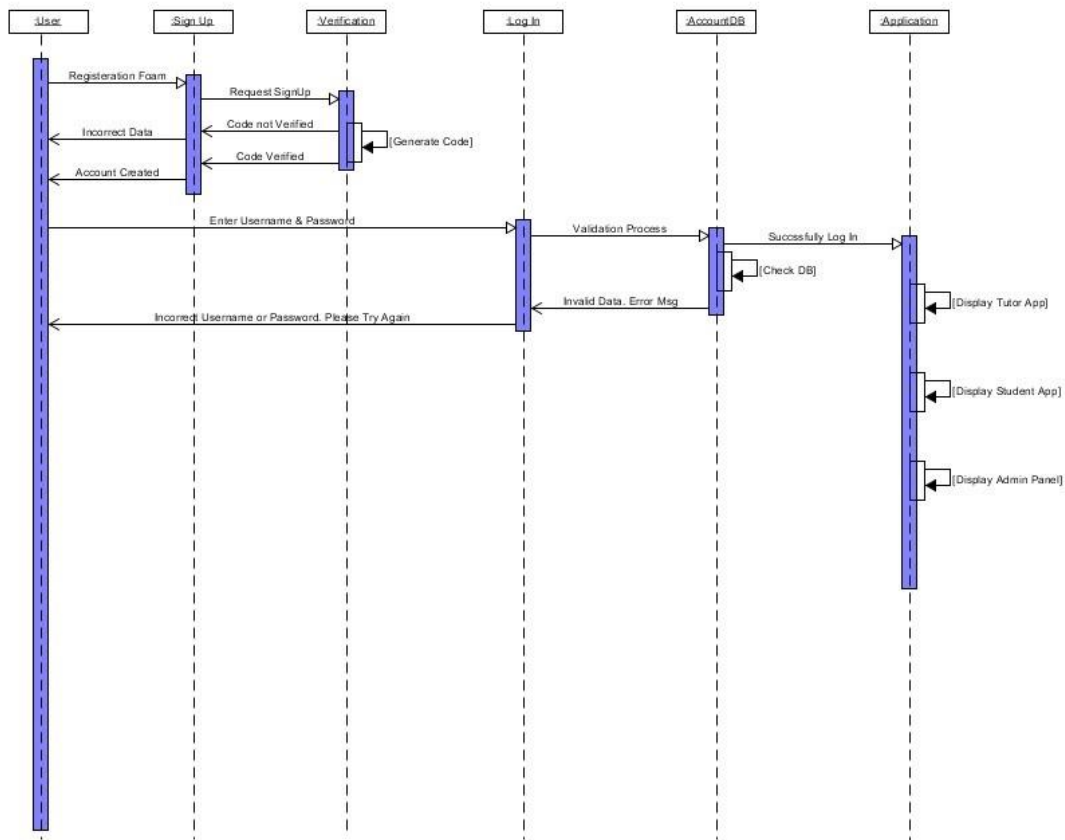 :User
:Sign Up
:Verification
:Log In
:AccountDB
:Application
Registeration Foam
Request SignUp
Code not Verified
Incorrect Data
[Generate Code]
Code Verified
Account Created
Enter Username & Password
Validation Process
Succssfully Log In
[Check DB]
Invalid Data. Error Msg
[Display Tutor App]
Incorrect Username or Password. Please Try Again
[Display Student App]
[Display Admin Panel]